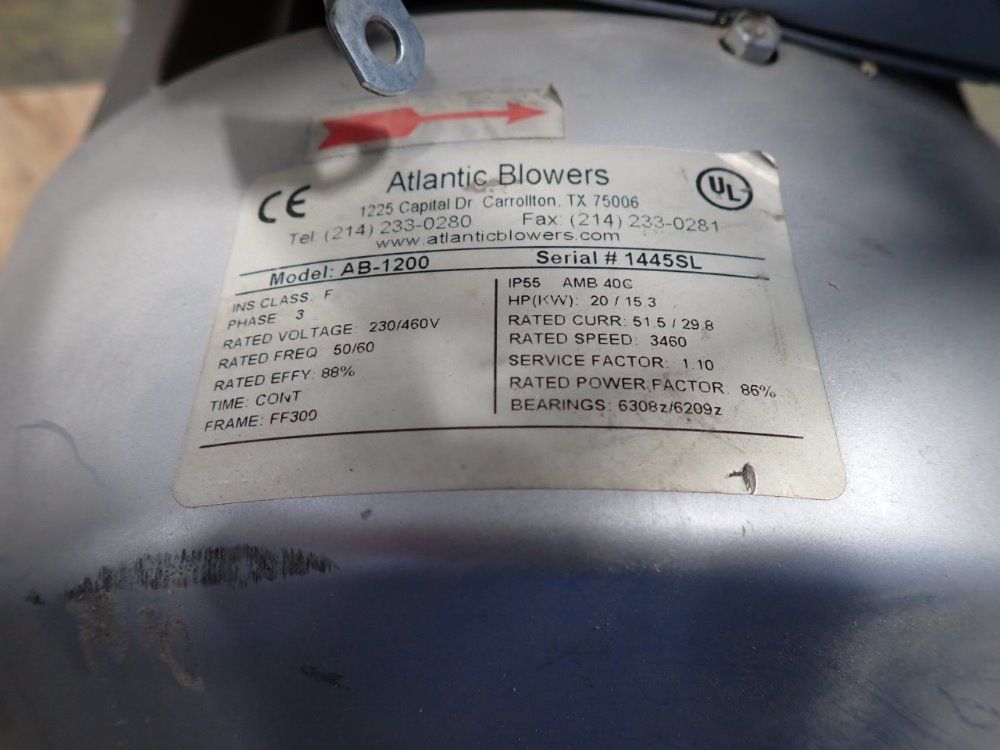 CE
Atlantic Blowers
UL
1225 Capital Dr Carrollton, TX 75006
Tel: (214) 233-0280 Fax: (214) 233-0281
www.atlanticblowers.com
Model: AB-1200 Serial # 1445SL
INS CLASS: F
PHASE 3
RATED VOLTAGE: 230/460V
RATED FREQ 50/60
RATED EFFY: 88%
TIME: CONT
FRAME: FF300
IP55 AMB 40C
HP(KW): 20 / 15.3
RATED CURR: 51.5 / 29.8
RATED SPEED: 3460
SERVICE FACTOR: 1.10
RATED POWER FACTOR: 86%
BEARINGS: 6308z/6209z